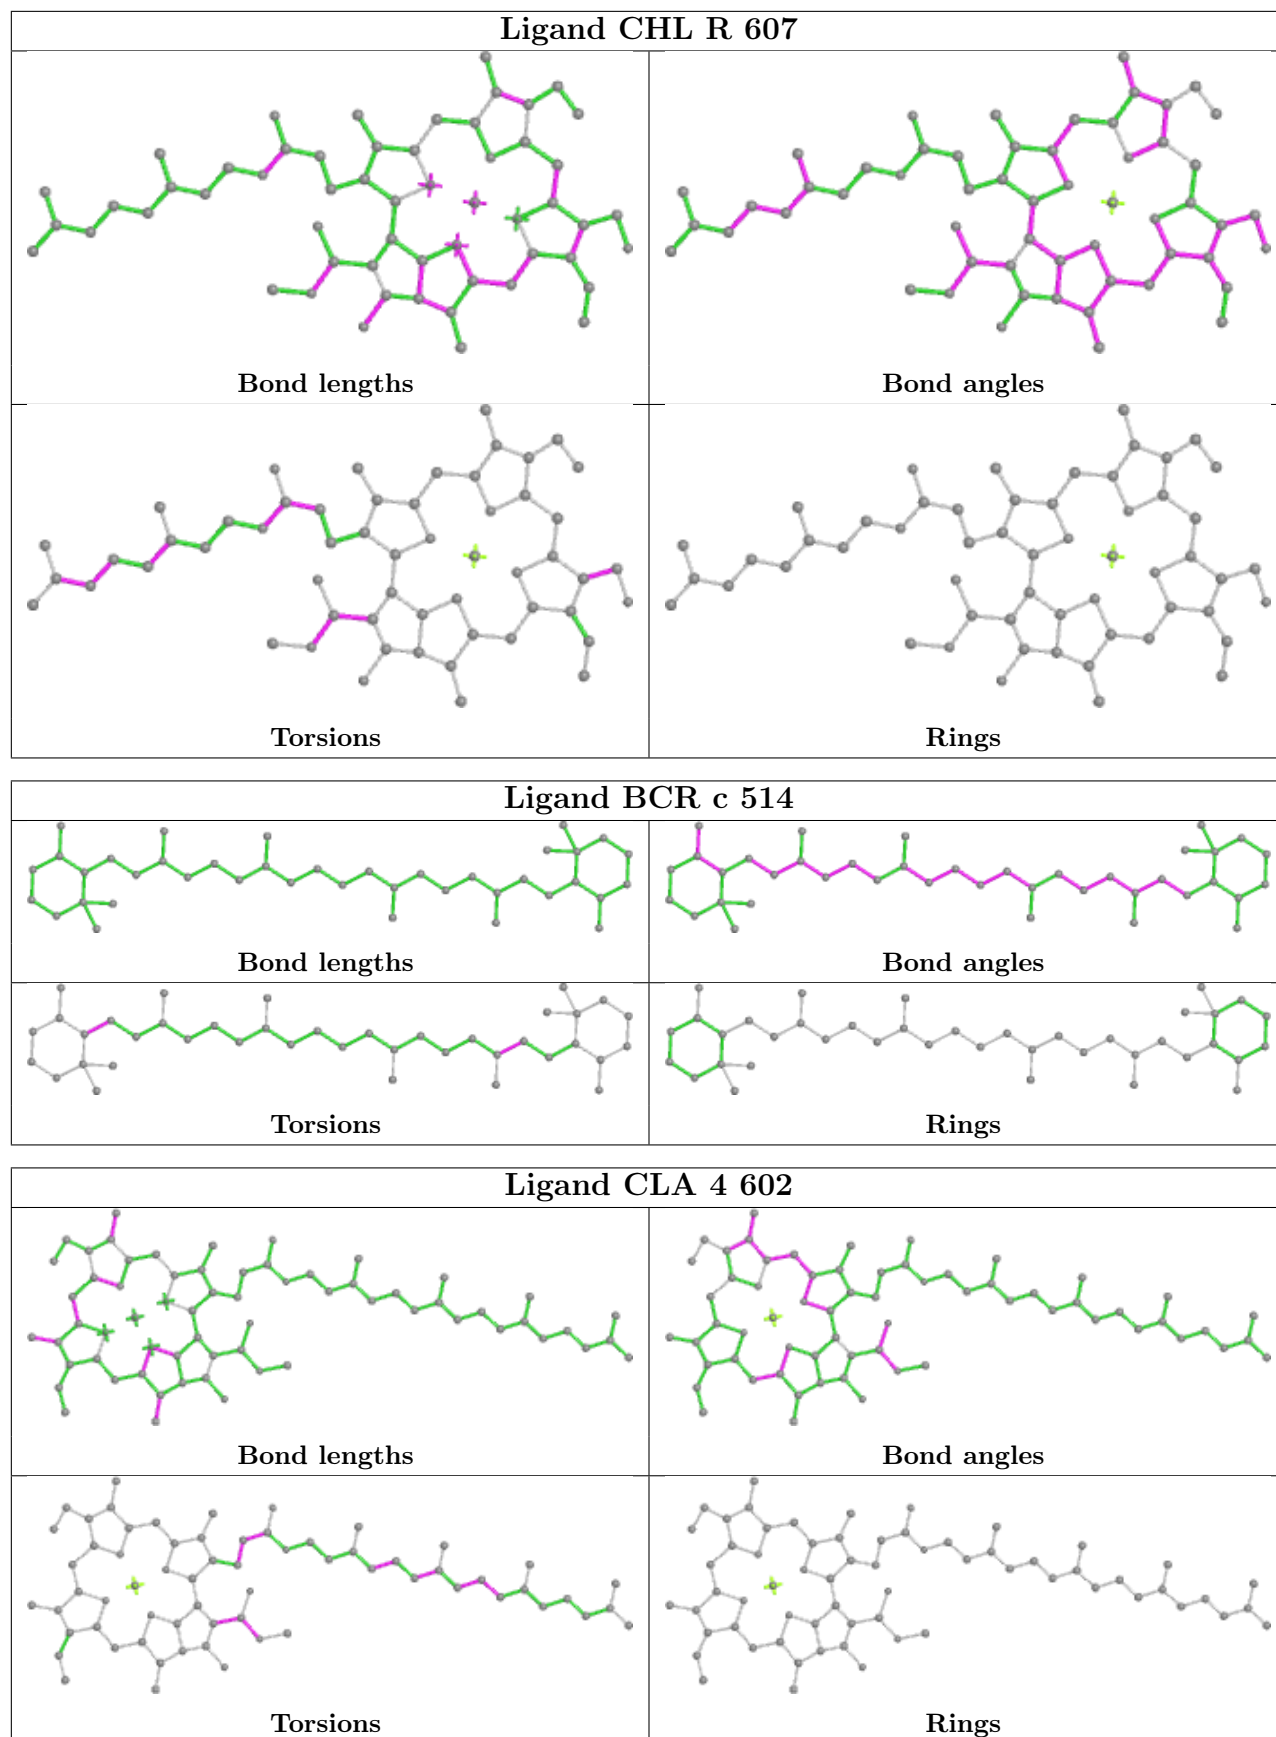 Ligand CHL R 607
Bond lengths
Bond angles
Torsions
Rings
Ligand BCR c 514
Bond lengths
Bond angles
Torsions
Rings
Ligand CLA 4 602
Bond lengths
Bond angles
Torsions
Rings